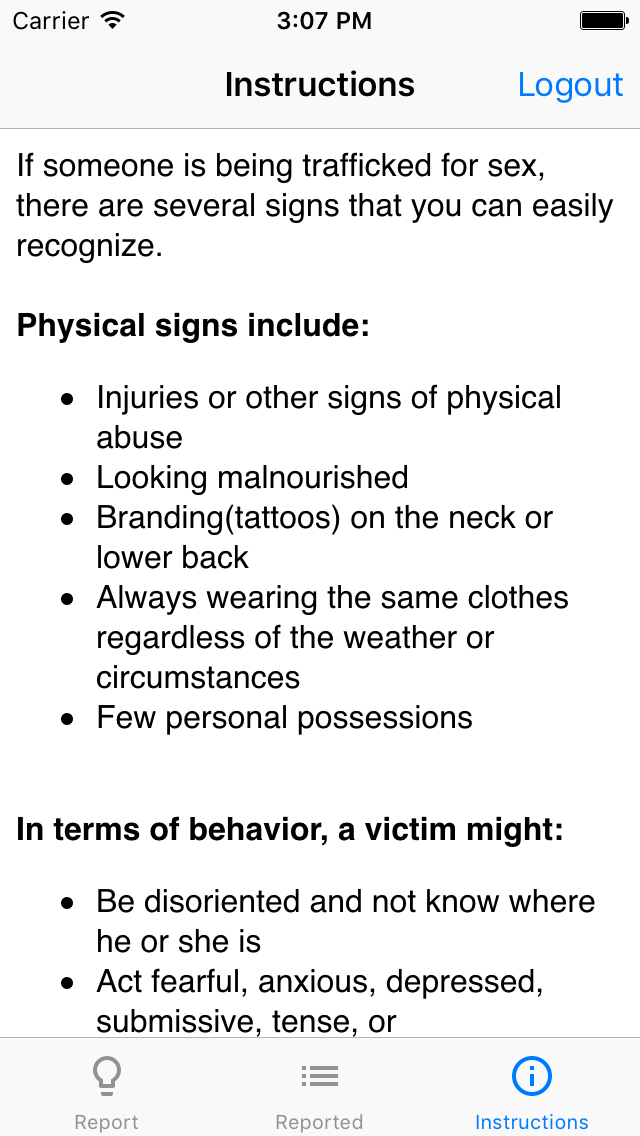 Carrier 3:07 PM
Instructions Logout
If someone is being trafficked for sex,
there are several signs that you can easily
recognize.
Physical signs include:
• Injuries or other signs of physical
abuse
• Looking malnourished
• Branding(tattoos) on the neck or
lower back
• Always wearing the same clothes
regardless of the weather or
circumstances
• Few personal possessions
In terms of behavior, a victim might:
• Be disoriented and not know where
he or she is
• Act fearful, anxious, depressed,
submissive, tense, or
Report Reported Instructions